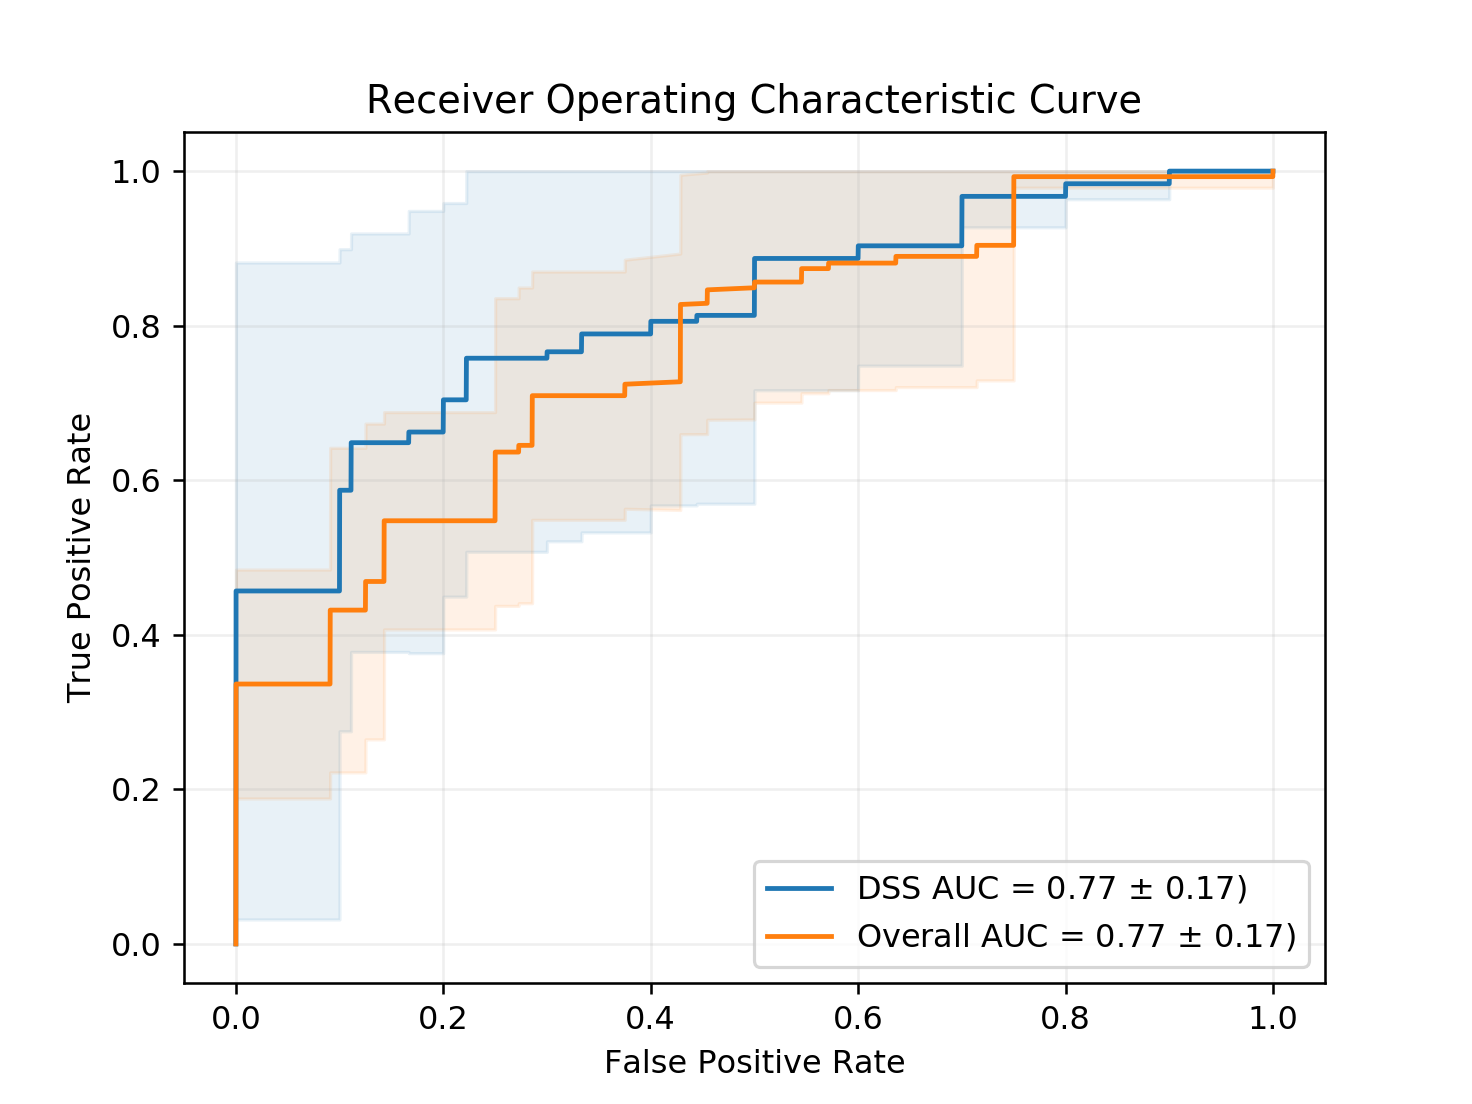 Receiver Operating Characteristic Curve
1.0
0.8
0.6
0.4
0.2
0.0
True Positive Rate
DSS AUC = 0.77 ± 0.17)
Overall AUC = 0.77 ± 0.17)
0.0 0.2 0.4 0.6 0.8 1.0
False Positive Rate